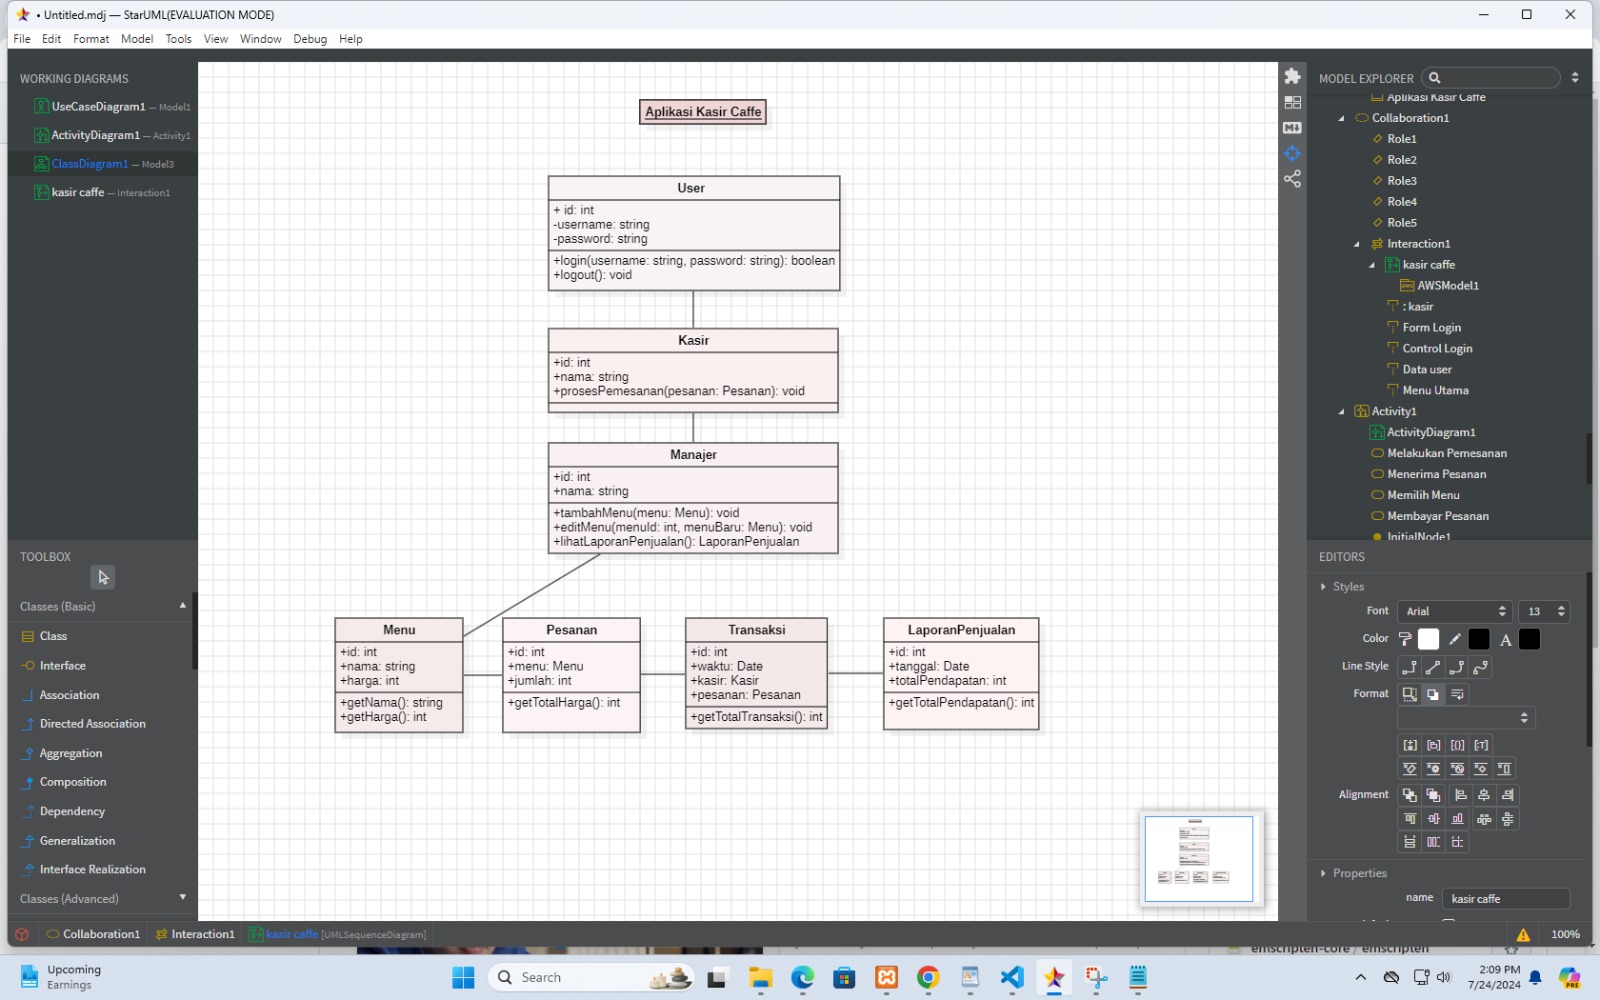 • Untitled.mdj — StarUML(EVALUATION MODE)
File Edit Format Model Tools View Window Debug Help
WORKING DIAGRAMS
UseCaseDiagram1 — Model1
ActivityDiagram1 — Activity1
ClassDiagram1 — Model3
kasir caffe — Interaction1
TOOLBOX
Classes (Basic)
Class
Interface
Association
Directed Association
Aggregation
Composition
Dependency
Generalization
Interface Realization
Classes (Advanced)
Aplikasi Kasir Caffe
User
+ id: int
-username: string
-password: string
+login(username: string, password: string): boolean
+logout(): void
Kasir
+id: int
+nama: string
+prosesPemesanan(pesanan: Pesanan): void
Manajer
+id: int
+nama: string
+tambahMenu(menu: Menu): void
+editMenu(menuId: int, menuBaru: Menu): void
+lihatLaporanPenjualan(): LaporanPenjualan
Menu
+id: int
+nama: string
+harga: int
+getNama(): string
+getHarga(): int
Pesanan
+id: int
+menu: Menu
+jumlah: int
+getTotalHarga(): int
Transaksi
+id: int
+waktu: Date
+kasir: Kasir
+pesanan: Pesanan
+getTotalTransaksi(): int
LaporanPenjualan
+id: int
+tanggal: Date
+totalPendapatan: int
+getTotalPendapatan(): int
MODEL EXPLORER
Aplikasi Kasir Caffe
Collaboration1
Role1
Role2
Role3
Role4
Role5
Interaction1
kasir caffe
AWSModel1
: kasir
Form Login
Control Login
Data user
Menu Utama
Activity1
ActivityDiagram1
Melakukan Pemesanan
Menerima Pesanan
Memilih Menu
Membayar Pesanan
InitialNode1
EDITORS
Styles
Font Arial 13
Color
A
Line Style
Format
Alignment
Properties
name kasir caffe
Collaboration1 Interaction1 kasir caffe [UMLSequenceDiagram]
100%
emscripten-core / emscripten
Upcoming
Earnings
Search
2:09 PM
7/24/2024
PRE